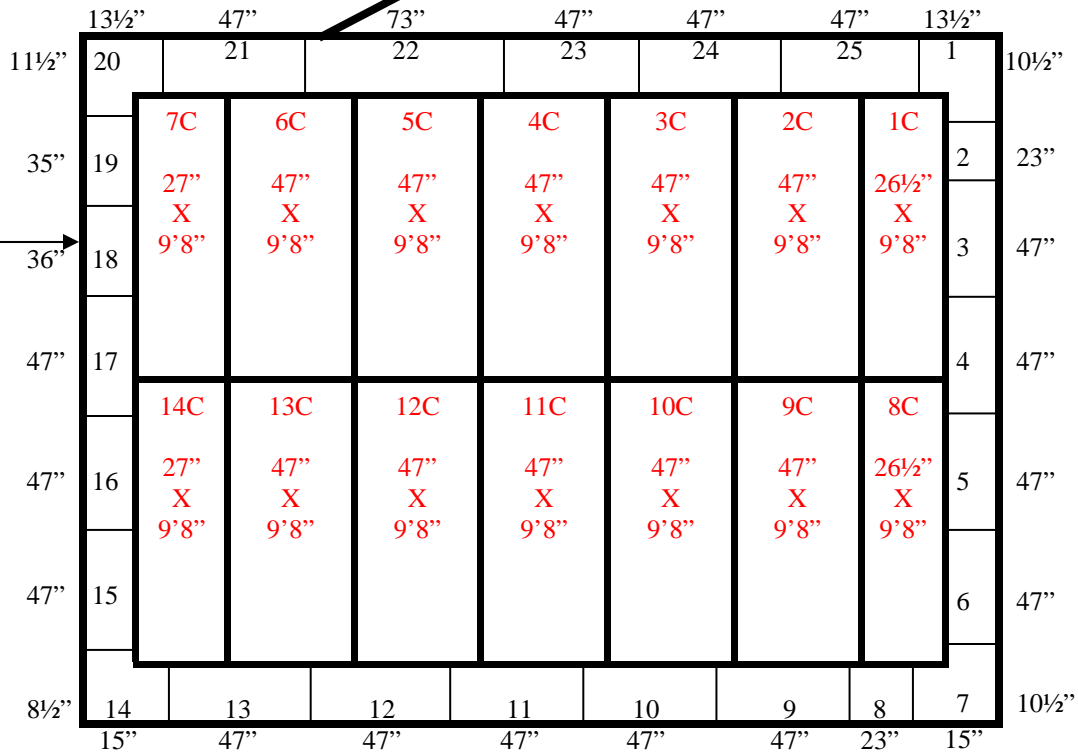 13½” 47” 73” 47” 47” 47” 13½”
11½” 20 21 22 23 24 25 1 10½”
7C 6C 5C 4C 3C 2C 1C
35” 19 2 23”
27” 47” 47” 47” 47” 47” 26½”
X X X X X X X
9’8” 9’8” 9’8” 9’8” 9’8” 9’8” 9’8”
36” 18 3 47”
47” 17 4 47”
14C 13C 12C 11C 10C 9C 8C
27” 47” 47” 47” 47” 47” 26½”
47” 16 5 47”
X X X X X X X
9’8” 9’8” 9’8” 9’8” 9’8” 9’8” 9’8”
47” 15 6 47”
8½” 14 13 12 11 10 9 8 7 10½”
15” 47” 47” 47” 47” 47” 23” 15”